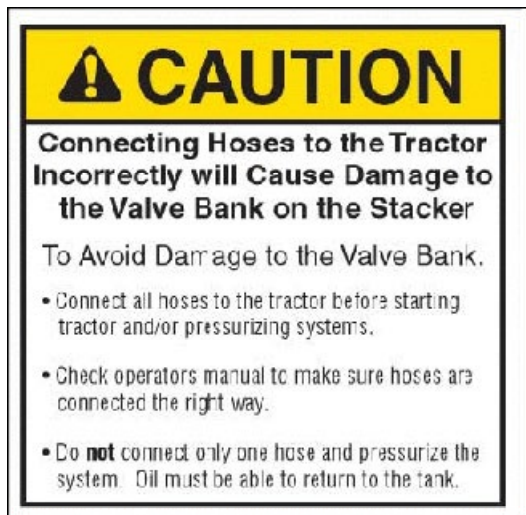 CAUTION
Connecting Hoses to the Tractor
Incorrectly will Cause Damage to
the Valve Bank on the Stacker
To Avoid Damage to the Valve Bank.
• Connect all hoses to the tractor before starting
tractor and/or pressurizing systems.
• Check operators manual to make sure hoses are
connected the right way.
• Do not connect only one hose and pressurize the
system. Oil must be able to return to the tank.